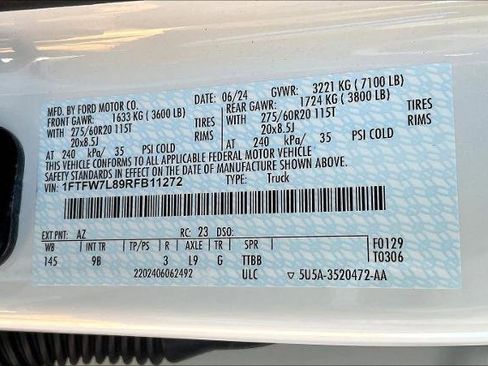 MFD. BY FORD MOTOR CO. 06/24 GVWR: 3221 KG (7100 LB)
FRONT GAWR: 1633 KG (3600 LB) REAR GAWR: 1724 KG (3800 LB)
WITH 275/60R20 115T TIRES WITH 275/60R20 115T TIRES
20x8.5J RIMS 20x8.5J RIMS
AT 240 kPa/ 35 PSI COLD AT 240 kPa/ 35 PSI COLD
THIS VEHICLE CONFORMS TO ALL APPLICABLE FEDERAL MOTOR VEHICLE
SAFETY STANDARDS IN EFFECT ON THE DATE OF MANUFACTURE SHOWN ABOVE.
1FTFW7L89RFB11272 TYPE: Truck
EXT PNT: AZ RC: 23 DSO: F0129
WB INT TR TP/PS R AXLE TR SPR T0306
145 9B 3 L9 G TTBB
2202406062492 ULC 5U5A-3520472-AA